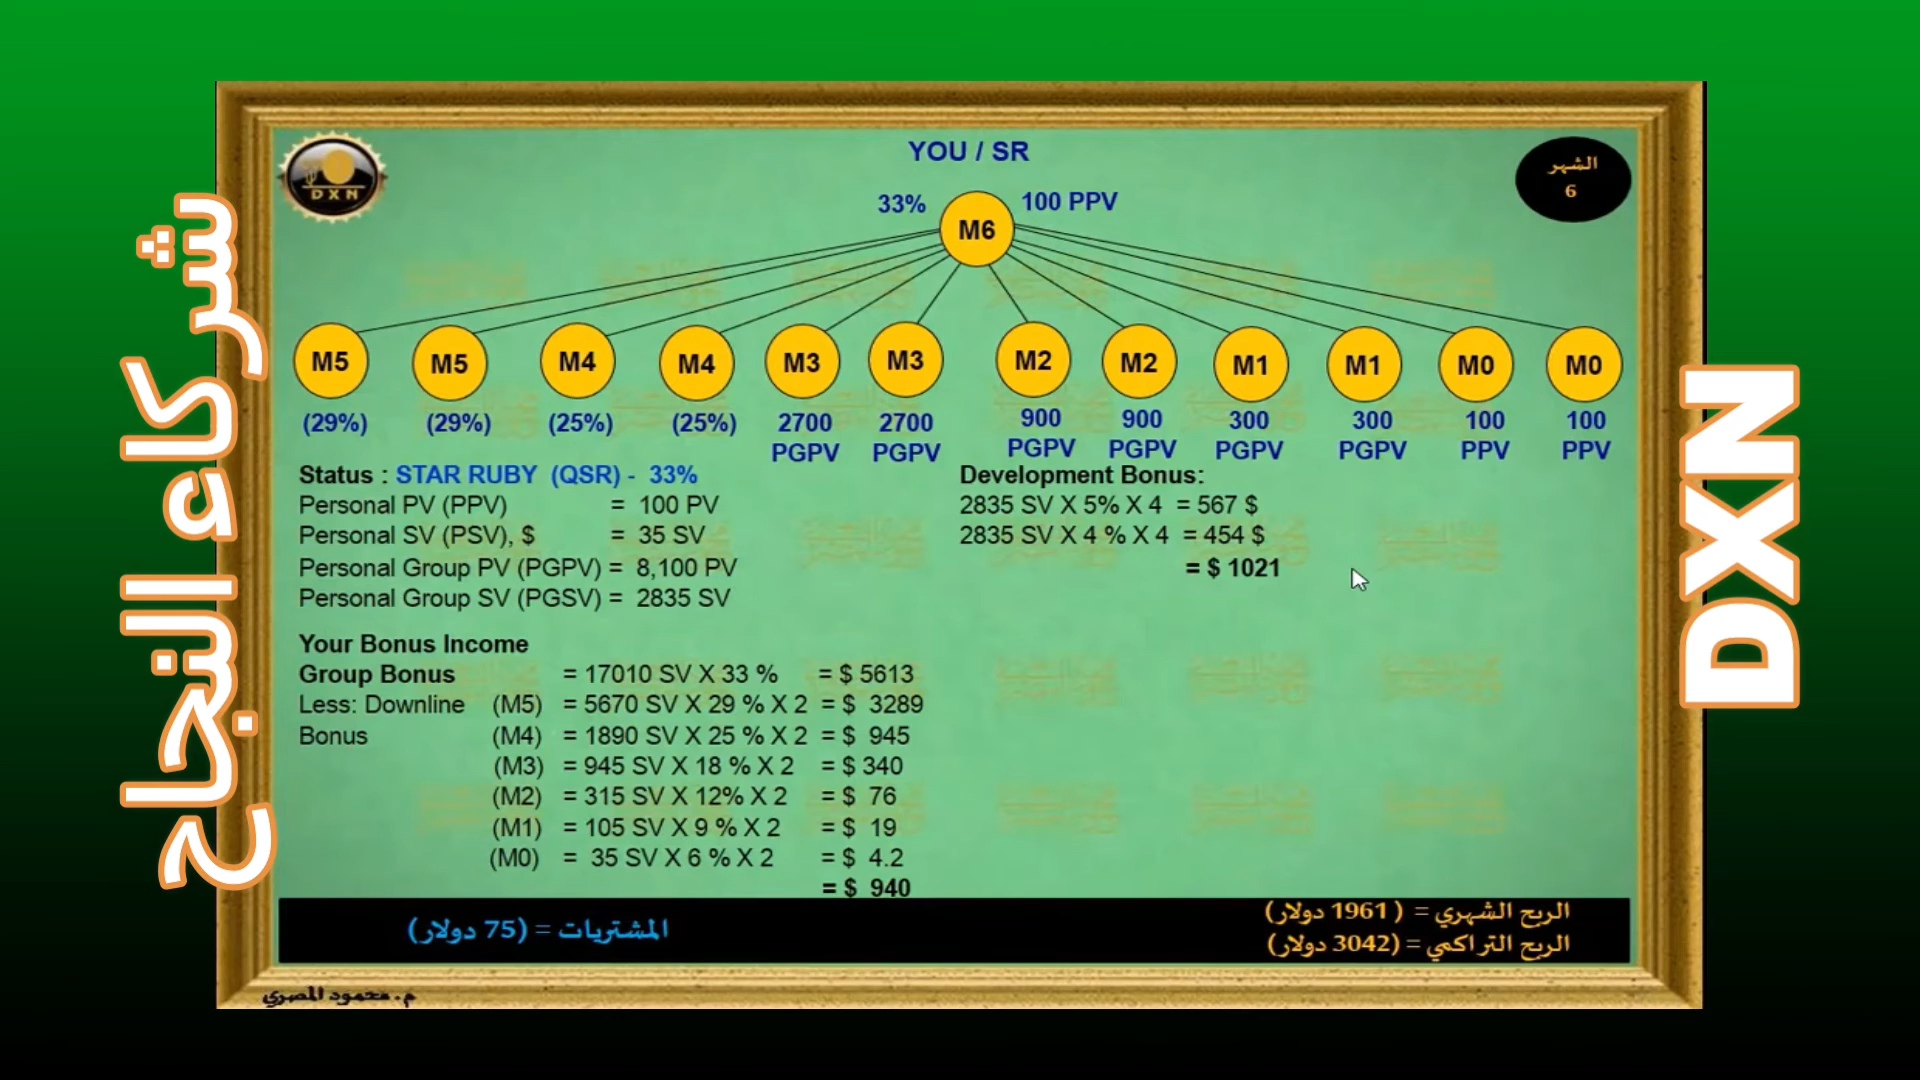 شركاء النجاح
DXN
DXN
YOU / SR
الشهر
6
33%
100 PPV
M6
M5 M5 M4 M4 M3 M3 M2 M2 M1 M1 M0 M0
(29%) (29%) (25%) (25%) 2700 PGPV 2700 PGPV 900 PGPV 900 PGPV 300 PGPV 300 PGPV 100 PPV 100 PPV
Status : STAR RUBY (QSR) - 33%
Personal PV (PPV) = 100 PV
Personal SV (PSV), $ = 35 SV
Personal Group PV (PGPV) = 8,100 PV
Personal Group SV (PGSV) = 2835 SV
Development Bonus:
2835 SV X 5% X 4 = 567 $
2835 SV X 4 % X 4 = 454 $
= $ 1021
Your Bonus Income
Group Bonus = 17010 SV X 33 % = $ 5613
Less: Downline (M5) = 5670 SV X 29 % X 2 = $ 3289
Bonus (M4) = 1890 SV X 25 % X 2 = $ 945
(M3) = 945 SV X 18 % X 2 = $ 340
(M2) = 315 SV X 12% X 2 = $ 76
(M1) = 105 SV X 9 % X 2 = $ 19
(M0) = 35 SV X 6 % X 2 = $ 4.2
= $ 940
المشتريات = (75 دولار)
الربح الشهري = ( 1961 دولار)
الربح التراكمي = (3042 دولار)
م. محمود المصري